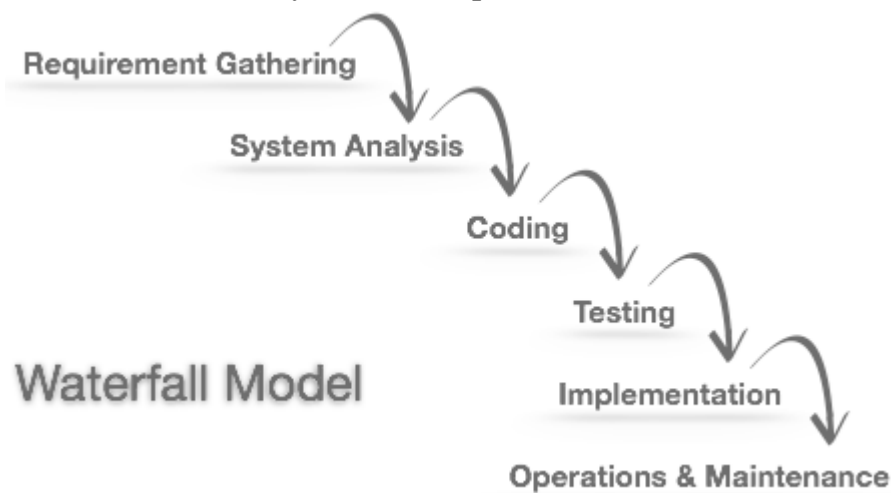 Requirement Gathering
System Analysis
Coding
Testing
Waterfall Model
Implementation
Operations & Maintenance